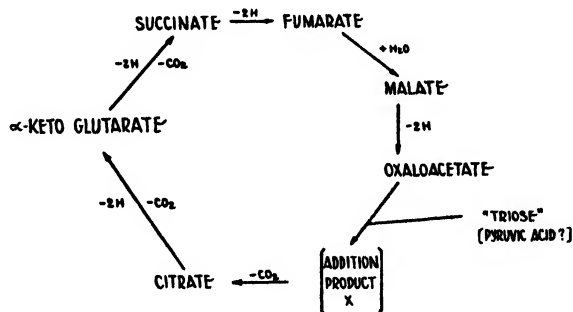 SUCCINATE -2H FUMARATE
+H2O
-2H -CO2
MALATE
-2H
α-KETO GLUTARATE
OXALOACETATE
-2H -CO2
"TRIOSE"
[PYRUVIC ACID?]
CITRATE -CO2
[ADDITION
PRODUCT
X]